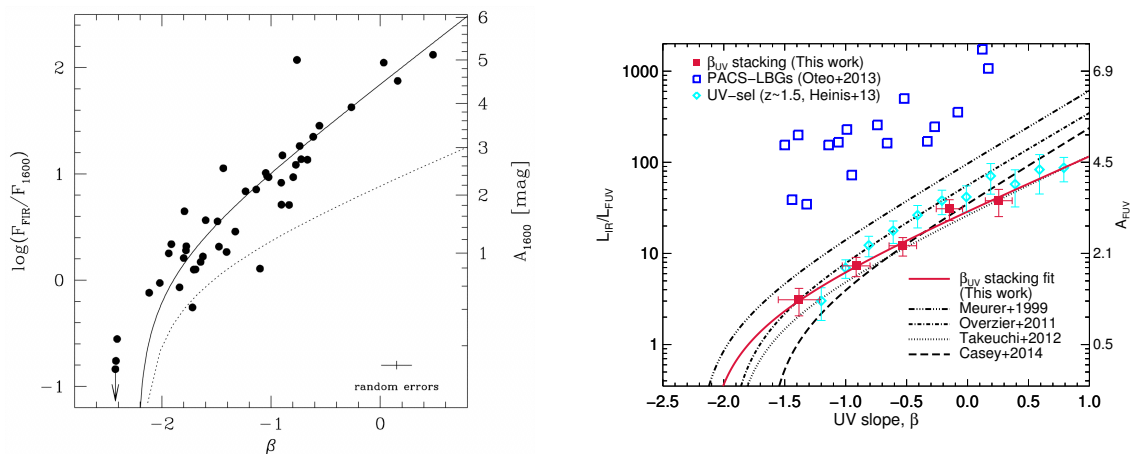 2
1
0
−1
log(F_FIR/F_1600)
6
5
4
3
2
1
A_1600 [mag]
random errors
−2
−1
0
β
1000
100
10
1
L_IR/L_FUV
β_UV stacking (This work)
PACS-LBGs (Oteo+2013)
UV-sel (z~1.5, Heinis+13)
β_UV stacking fit
(This work)
Meurer+1999
Overzier+2011
Takeuchi+2012
Casey+2014
6.9
4.5
2.1
0.5
A_FUV
-2.5 -2.0 -1.5 -1.0 -0.5 0.0 0.5 1.0
UV slope, β